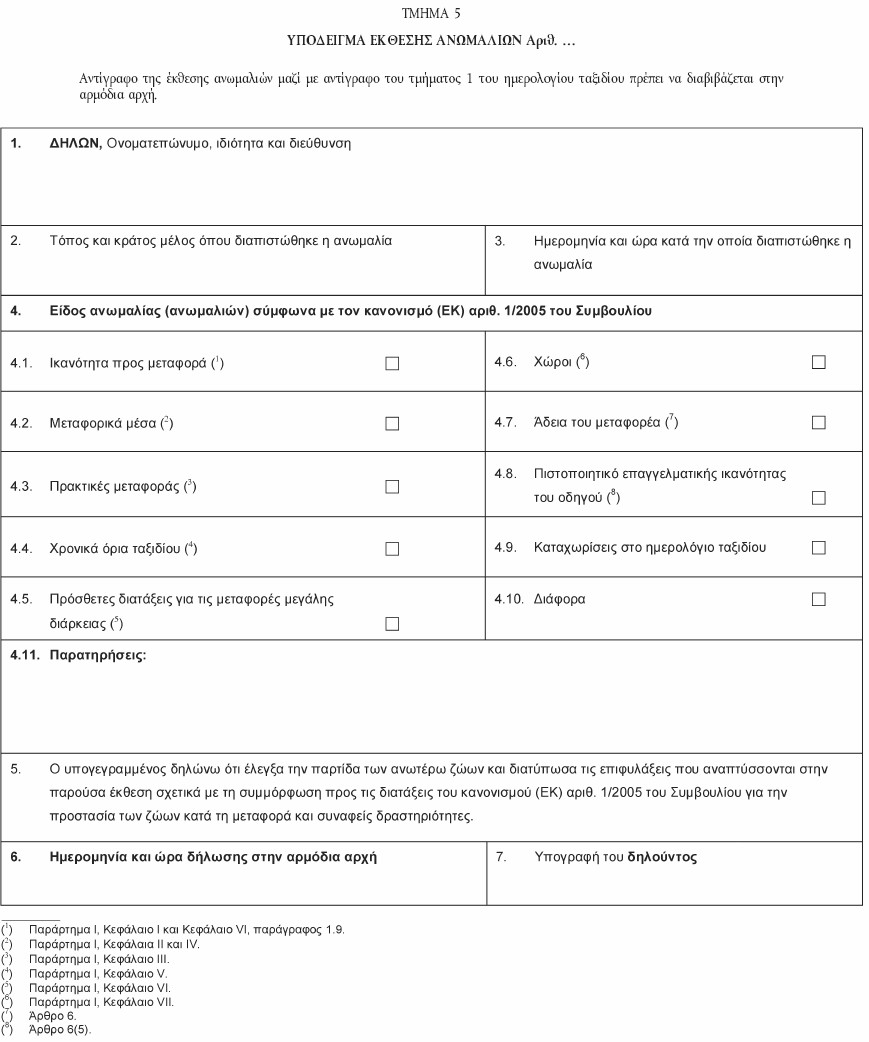 ΤΜΗΜΑ 5
ΥΠΟΔΕΙΓΜΑ ΕΚΘΕΣΗΣ ΑΝΩΜΑΛΙΩΝ Αριθ. …
Αντίγραφο της έκθεσης ανωμαλιών μαζί με αντίγραφο του τμήματος 1 του ημερολογίου ταξιδίου πρέπει να διαβιβάζεται στην
αρμόδια αρχή.
1. ΔΗΛΩΝ, Ονοματεπώνυμο, ιδιότητα και διεύθυνση
2. Τόπος και κράτος μέλος όπου διαπιστώθηκε η ανωμαλία
3. Ημερομηνία και ώρα κατά την οποία διαπιστώθηκε η
ανωμαλία
4. Είδος ανωμαλίας (ανωμαλιών) σύμφωνα με τον κανονισμό (ΕΚ) αριθ. 1/2005 του Συμβουλίου
4.1. Ικανότητα προς μεταφορά (1) ☐
4.6. Χώροι (6) ☐
4.2. Μεταφορικά μέσα (2) ☐
4.7. Άδεια του μεταφορέα (7) ☐
4.3. Πρακτικές μεταφοράς (3) ☐
4.8. Πιστοποιητικό επαγγελματικής ικανότητας
του οδηγού (8) ☐
4.4. Χρονικά όρια ταξιδίου (4) ☐
4.9. Καταχωρίσεις στο ημερολόγιο ταξιδίου ☐
4.5. Πρόσθετες διατάξεις για τις μεταφορές μεγάλης
διάρκειας (5) ☐
4.10. Διάφορα ☐
4.11. Παρατηρήσεις:
5. Ο υπογεγραμμένος δηλώνω ότι έλεγξα την παρτίδα των ανωτέρω ζώων και διατύπωσα τις επιφυλάξεις που αναπτύσσονται στην
παρούσα έκθεση σχετικά με τη συμμόρφωση προς τις διατάξεις του κανονισμού (ΕΚ) αριθ. 1/2005 του Συμβουλίου για την
προστασία των ζώων κατά τη μεταφορά και συναφείς δραστηριότητες.
6. Ημερομηνία και ώρα δήλωσης στην αρμόδια αρχή
7. Υπογραφή του δηλούντος
(1) Παράρτημα Ι, Κεφάλαιο Ι και Κεφάλαιο VI, παράγραφος 1.9.
(2) Παράρτημα Ι, Κεφάλαια ΙΙ και IV.
(3) Παράρτημα Ι, Κεφάλαιο ΙΙΙ.
(4) Παράρτημα Ι, Κεφάλαιο V.
(5) Παράρτημα Ι, Κεφάλαιο VI.
(6) Παράρτημα Ι, Κεφάλαιο VII.
(7) Άρθρο 6.
(8) Άρθρο 6(5).